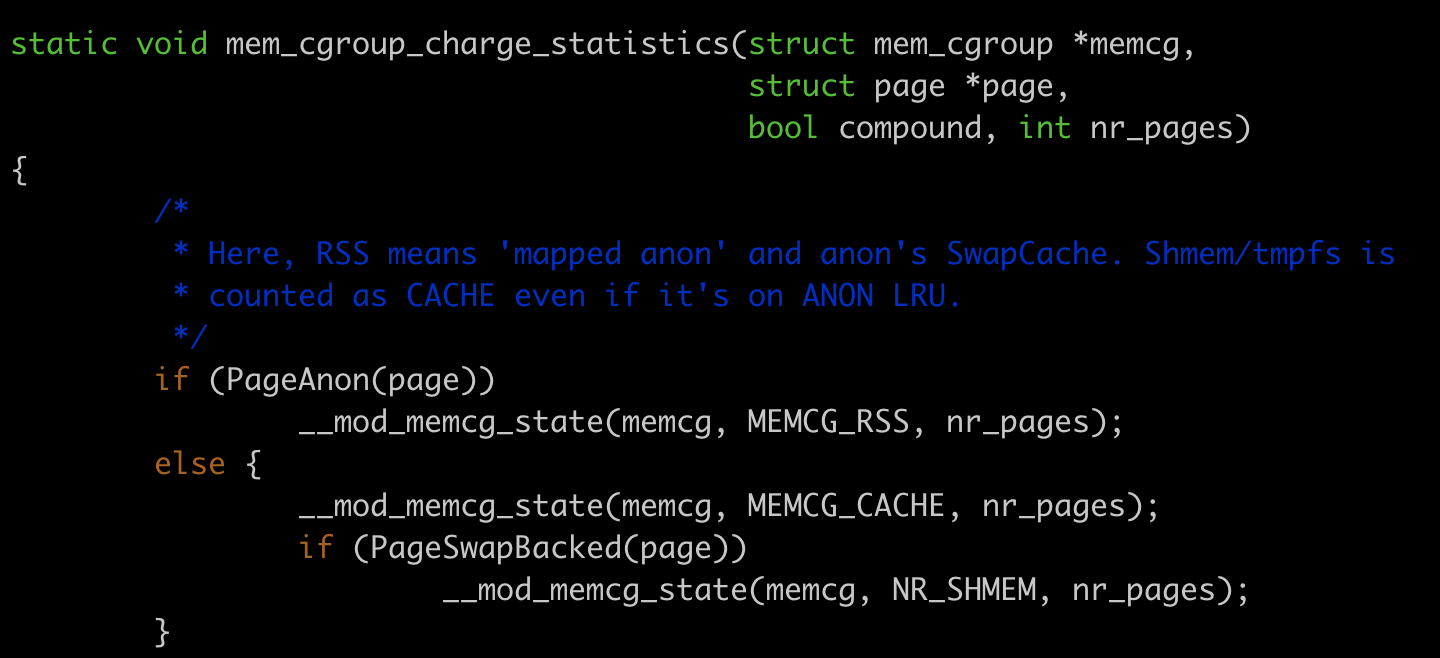 static void mem_cgroup_charge_statistics(struct mem_cgroup *memcg,
                                         struct page *page,
                                         bool compound, int nr_pages)
{
        /*
         * Here, RSS means 'mapped anon' and anon's SwapCache. Shmem/tmpfs is
         * counted as CACHE even if it's on ANON LRU.
         */
        if (PageAnon(page))
                __mod_memcg_state(memcg, MEMCG_RSS, nr_pages);
        else {
                __mod_memcg_state(memcg, MEMCG_CACHE, nr_pages);
                if (PageSwapBacked(page))
                        __mod_memcg_state(memcg, NR_SHMEM, nr_pages);
        }